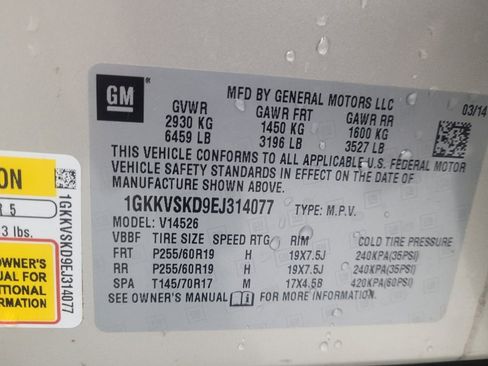 GM
MFD BY GENERAL MOTORS LLC
03/14
GVWR GAWR FRT GAWR RR
2930 KG 1450 KG 1600 KG
6459 LB 3196 LB 3527 LB
THIS VEHICLE CONFORMS TO ALL APPLICABLE U.S. FEDERAL MOTOR
VEHICLE SAFETY STANDARDS IN EFFECT ON THE DATE OF
MANUFACTURE SHOWN ABOVE.
1GKKVSKD9EJ314077 TYPE: M.P.V.
MODEL: V14526
VBBF TIRE SIZE SPEED RTG RIM COLD TIRE PRESSURE
FRT P255/60R19 H 19X7.5J 240KPA(35PSI)
RR P255/60R19 H 19X7.5J 240KPA(35PSI)
SPA T145/70R17 M 17X4.5B 420KPA(60PSI)
SEE OWNER'S MANUAL FOR MORE INFORMATION.
ION
R 5
3 lbs.
OWNER'S
UAL FOR
ITIONAL
RMATION
1GKKVSKD9EJ314077